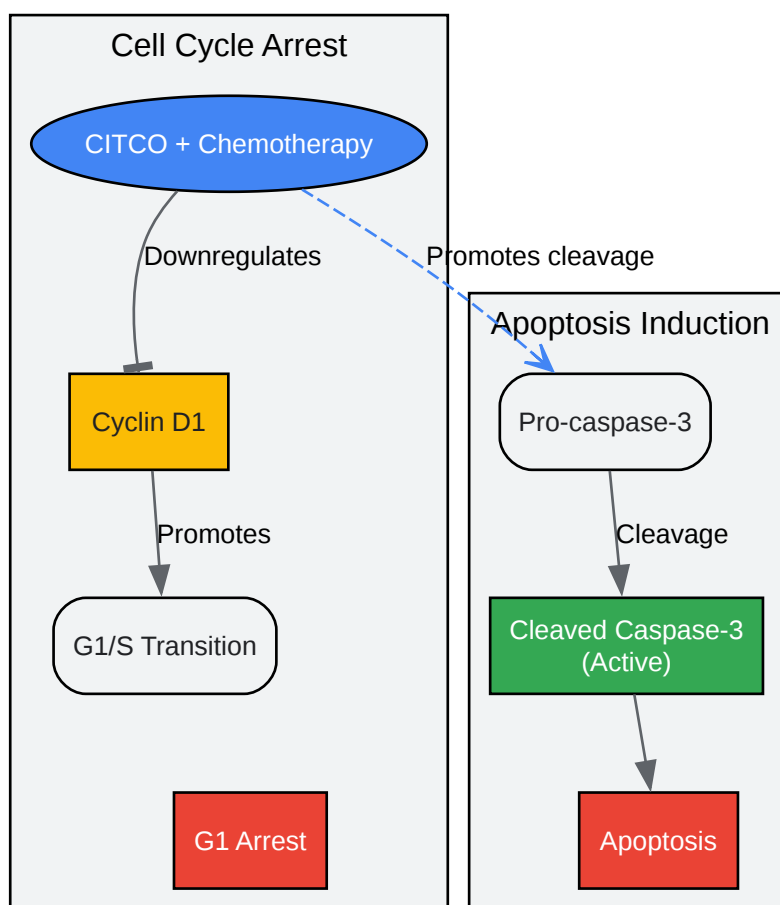 Cell Cycle Arrest
CITCO + Chemotherapy
Downregulates
Promotes cleavage
Apoptosis Induction
Cyclin D1
Pro-caspase-3
Promotes
Cleavage
G1/S Transition
Cleaved Caspase-3
(Active)
G1 Arrest
Apoptosis